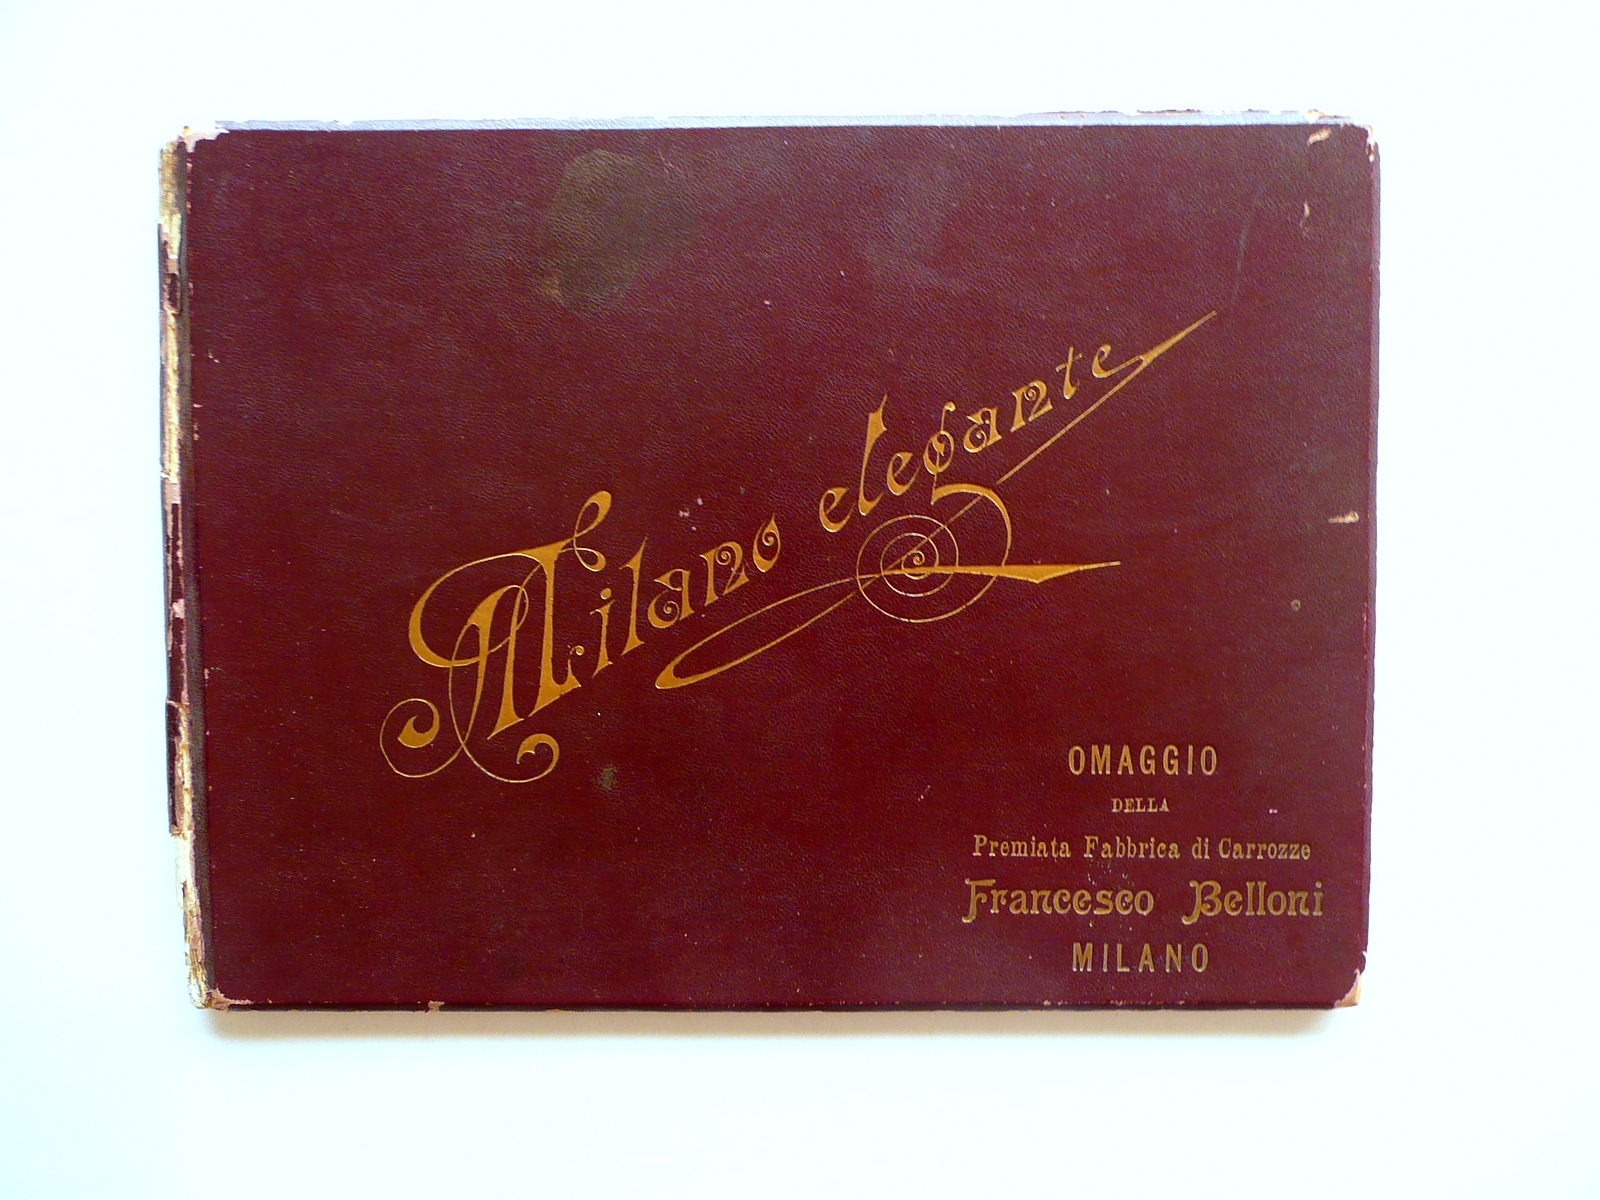 Milano elegante
OMAGGIO
DELLA
Premiata Fabbrica di Carrozze
Francesco Belloni
MILANO